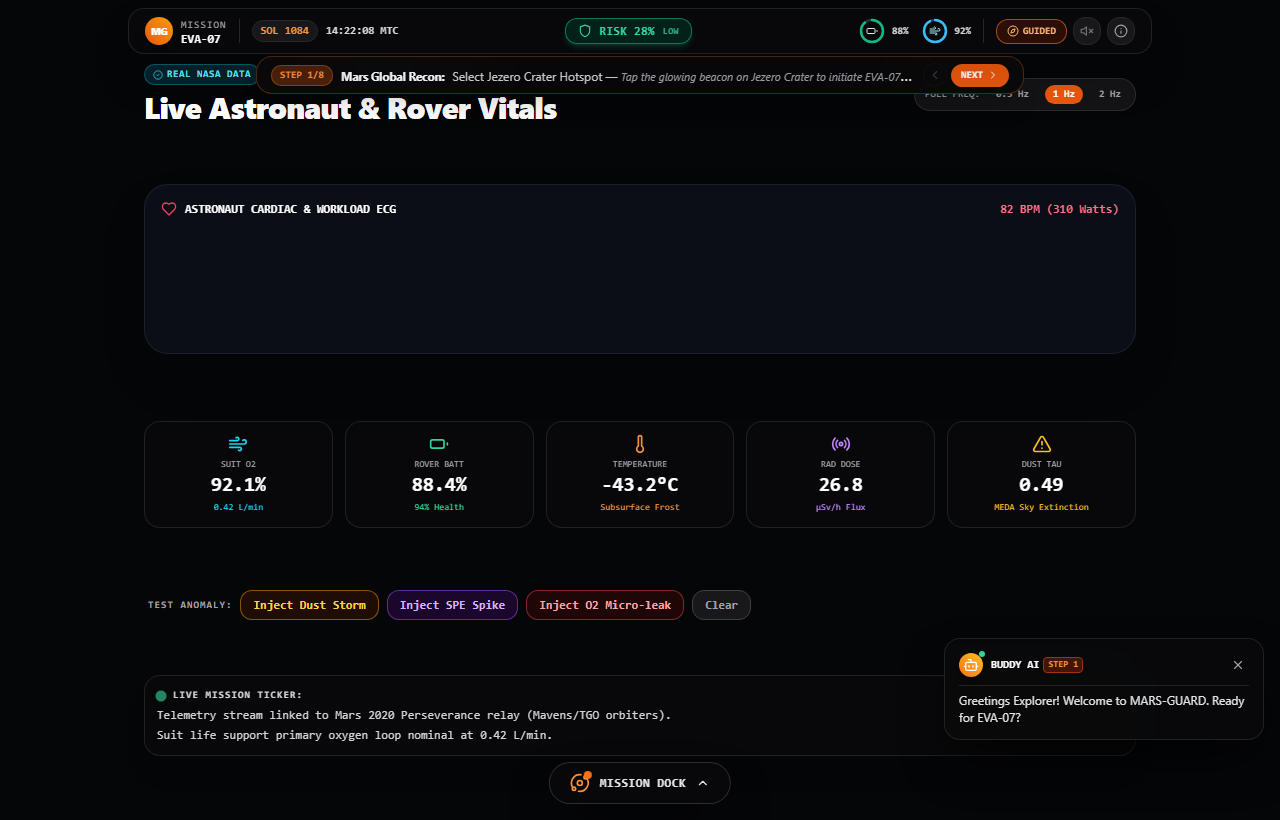 MG
MISSION
EVA-07
SOL 1084
14:22:08 MTC
RISK 28% LOW
88%
92%
GUIDED
REAL NASA DATA
STEP 1/8
Mars Global Recon: Select Jezero Crater Hotspot — Tap the glowing beacon on Jezero Crater to initiate EVA-07...
NEXT
Live Astronaut & Rover Vitals
Hz
1 Hz
2 Hz
ASTRONAUT CARDIAC & WORKLOAD ECG
82 BPM (310 Watts)
SUIT O2
92.1%
0.42 L/min
ROVER BATT
88.4%
94% Health
TEMPERATURE
-43.2°C
Subsurface Frost
RAD DOSE
26.8
μSv/h Flux
DUST TAU
0.49
MEDA Sky Extinction
TEST ANOMALY:
Inject Dust Storm
Inject SPE Spike
Inject O2 Micro-leak
Clear
LIVE MISSION TICKER:
Telemetry stream linked to Mars 2020 Perseverance relay (Mavens/TGO orbiters).
Suit life support primary oxygen loop nominal at 0.42 L/min.
BUDDY AI STEP 1
Greetings Explorer! Welcome to MARS-GUARD. Ready
for EVA-07?
MISSION DOCK